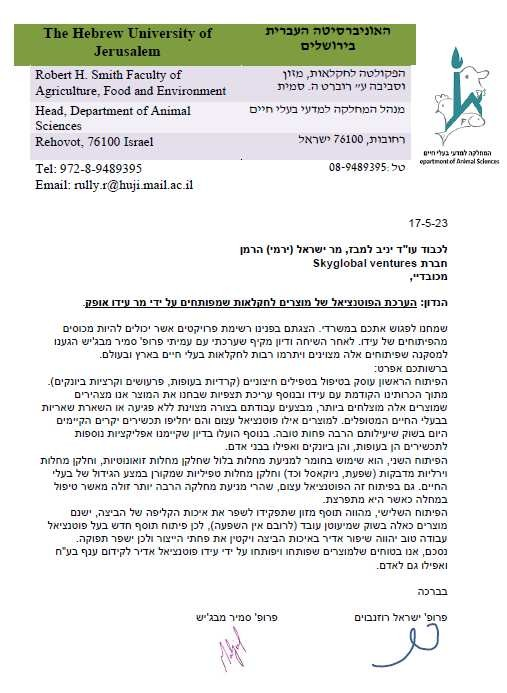 The Hebrew University of
Jerusalem
האוניברסיטה העברית
בירושלים
Robert H. Smith Faculty of
Agriculture, Food and Environment
הפקולטה לחקלאות, מזון
וסביבה ע״י רוברט ה. סמית
Head, Department of Animal
Sciences
מנהל המחלקה למדעי בעלי חיים
Rehovot, 76100 Israel
רחובות, 76100 ישראל
המחלקה למדעי בעלי חיים
epartment of Animal Sciences
Tel: 972-8-9489395
טל: 08-9489395
Email: rully.r@huji.mail.ac.il
17-5-23
לכבוד עו"ד יניב למבז, מר ישראל (ירמי) הרמן
חברת Skyglobal ventures
מכובדיי,
הנדון: הערכת הפוטנציאל של מוצרים לחקלאות שמפותחים על ידי מר עידו אופק.
שמחנו לפגוש אתכם במשרדי. הצגתם בפנינו רשימת פרויקטים אשר יכולים להיות מכוסים
מהפיתוחים של עידו. לאחר השיחה ודיון מקיף שערכתי עם עמיתי פרופ' סמיר מבג'יש הגענו
למסקנה שפיתוחים אלה מצוינים ויתרמו רבות לחקלאות בעלי חיים בארץ ובעולם.
ברשותכם אפרט:
הפיתוח הראשון עוסק בטיפול בטפילים חיצוניים (קרדיות בעופות, פרעושים וקרציות ביונקים).
מתוך הכרותינו הקודמת עם עידו ובנוסף עריכת תצפיות שבחנו את המוצר אנו מצהירים
שמוצרים אלה מוצלחים ביותר, מבצעים עבודתם בצורה מצוינת ללא פגיעה או השארת שאריות
בבעלי החיים המטופלים. למוצרים אילו פוטנציאל עצום והם יחליפו תכשירים יקרים הקיימים
היום בשוק שיעילותם הרבה פחות טובה. בנוסף הועלו בדיון שקיימנו אפליקציות נוספות
לתכשירים הן בעופות, והן ביונקים ואפילו בבני אדם.
הפיתוח השני, הוא שימוש בחומר למניעת מחלות בלול שחלקן מחלות זואונוטיות, וחלקן מחלות
וירליות מדבקות (שפעת, ניוקאסל וכד) וחלקן מחלות טפיליות שמקורן במצע הגידול של בעלי
החיים. גם בפיתוח זה הפוטנציאל עצום, שהרי מניעת מחלקה הרבה יותר זולה מאשר טיפול
במחלה כאשר היא מתפרצת.
הפיתוח השלישי, מהווה תוסף מזון שתפקידו לשפר את איכות הקליפה של הביצה, ישנם
מוצרים כאלה בשוק שמיעוטן עובד (לרובם אין השפעה), לכן פיתוח תוסף חדש בעל פוטנציאל
עבודה טוב יהווה שיפור אדיר באיכות הביצה ויקטין את פחתי הייצור ולכן ישפר תפוקה.
נסכם, אנו בטוחים שלמוצרים שפותחו ויפותחו על ידי עידו פוטנציאל אדיר לקידום ענף בע"ח
ואפילו גם לאדם.
בברכה
פרופ' ישראל רוזנבוים
פרופ' סמיר מבג'יש